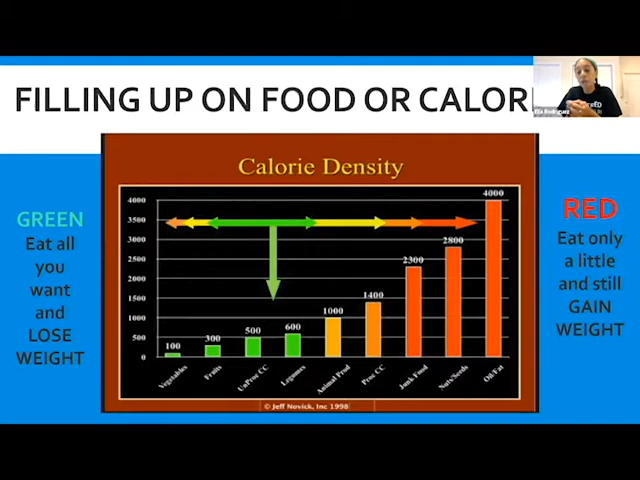 FILLING UP ON FOOD OR CALOR
Calorie Density
4000
3500
3000
2500
2000
1500
1000
500
0
100
300
500
600
1000
1400
2300
2800
4000
Vegetables
Fruits
UnProc CC
Legumes
Animal Prod
Proc CC
Junk Food
Nuts/Seeds
Oil/Fat
© Jeff Novick, Inc 1998
GREEN
Eat all
you
want
and
LOSE
WEIGHT
RED
Eat only
a little
and still
GAIN
WEIGHT